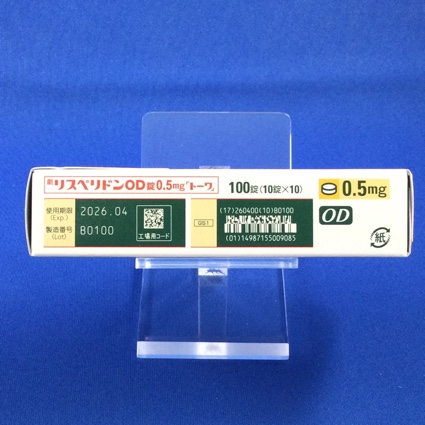 劇 リスペリドンOD錠0.5mg「トーワ」
100錠(10錠×10)
0.5mg
使用期限
(Exp.)
2026.04
製造番号
(Lot)
B0100
工場用コード
GS1
(17)260400(10)B0100
(01)14987155009085
OD
紙